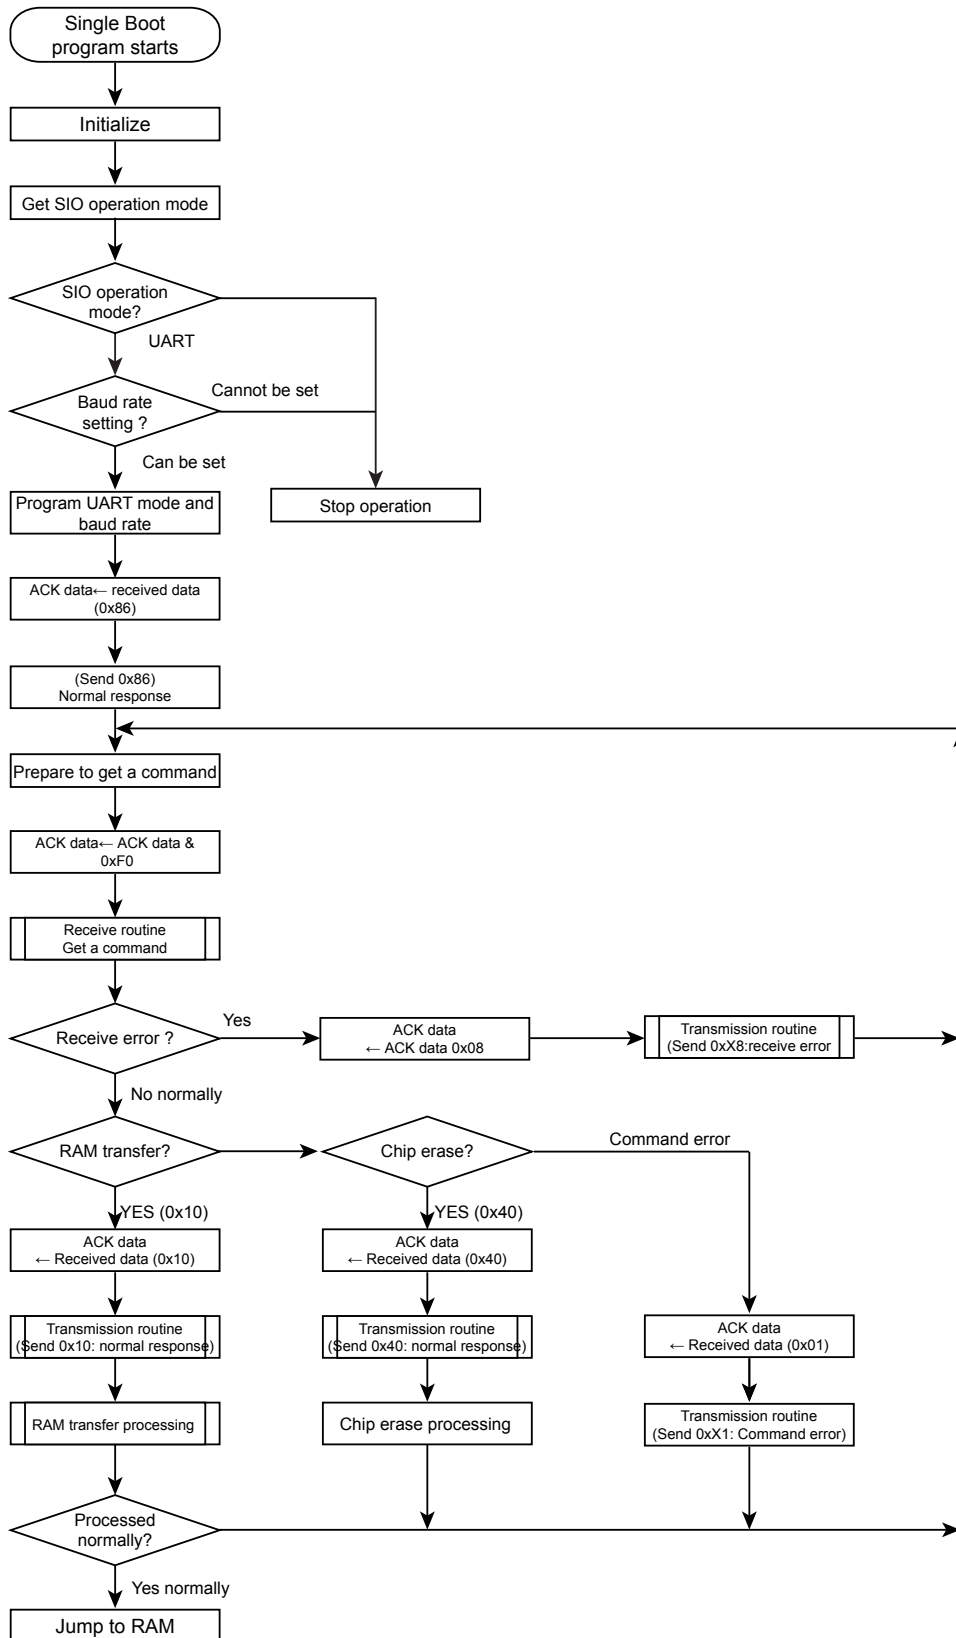 Single Boot
program starts
Initialize
Get SIO operation mode
SIO operation
mode?
UART
Baud rate
setting ?
Cannot be set
Can be set
Program UART mode and
baud rate
Stop operation
ACK data← received data
(0x86)
(Send 0x86)
Normal response
Prepare to get a command
ACK data← ACK data &
0xF0
Receive routine
Get a command
Receive error ?
Yes
ACK data
← ACK data 0x08
Transmission routine
(Send 0xX8:receive error
No normally
RAM transfer?
Chip erase?
Command error
YES (0x10)
YES (0x40)
ACK data
← Received data (0x10)
ACK data
← Received data (0x40)
Transmission routine
(Send 0x10: normal response)
Transmission routine
(Send 0x40: normal response)
ACK data
← Received data (0x01)
RAM transfer processing
Chip erase processing
Transmission routine
(Send 0xX1: Command error)
Processed
normally?
Yes normally
Jump to RAM